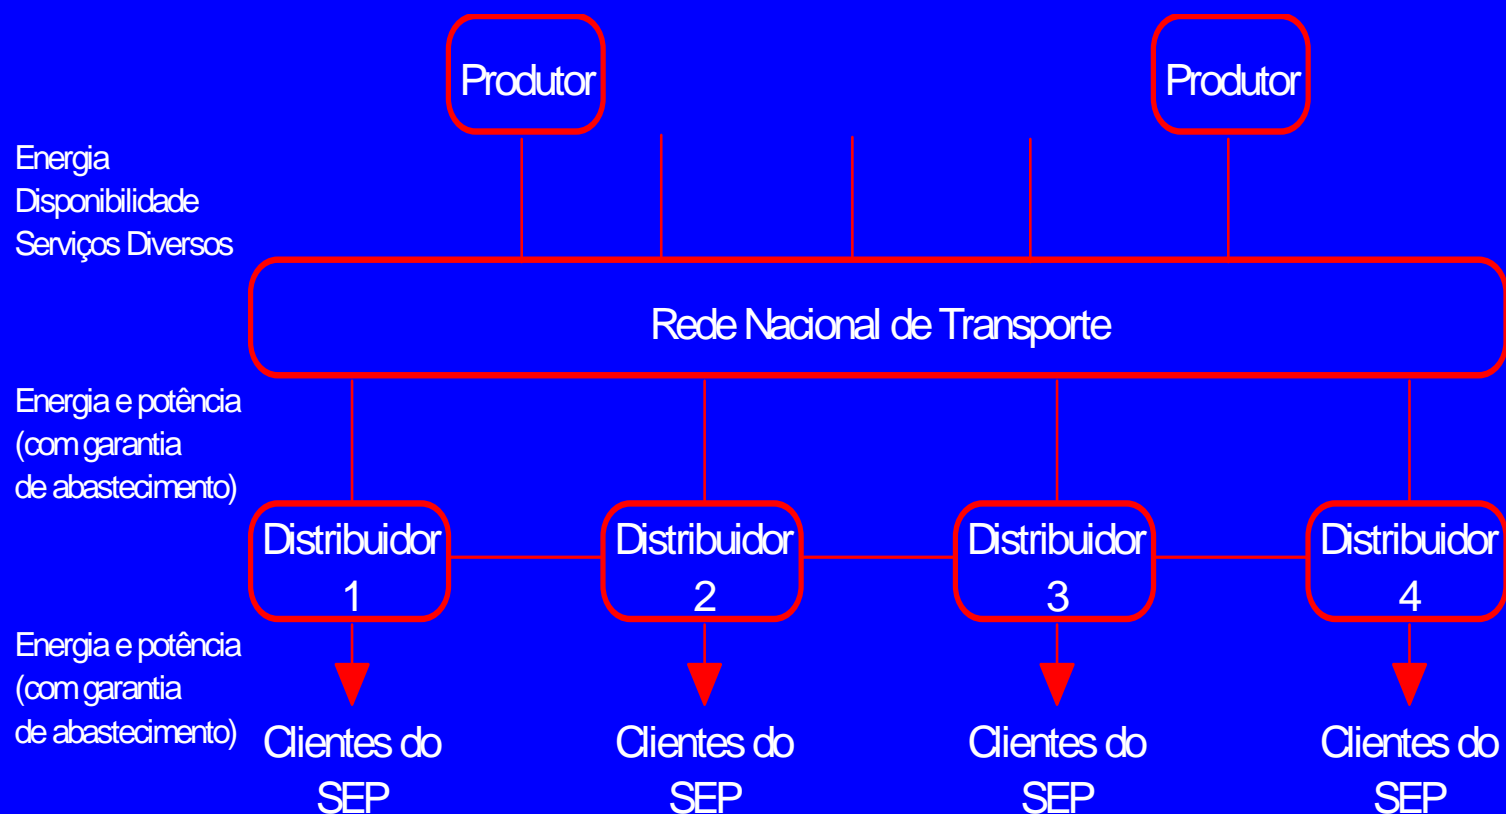 Produtor
Produtor
Energia
Disponibilidade
Serviços Diversos
Rede Nacional de Transporte
Energia e potência
(com garantia
de abastecimento)
Distribuidor
1
Distribuidor
2
Distribuidor
3
Distribuidor
4
Energia e potência
(com garantia
de abastecimento)
Clientes do
SEP
Clientes do
SEP
Clientes do
SEP
Clientes do
SEP